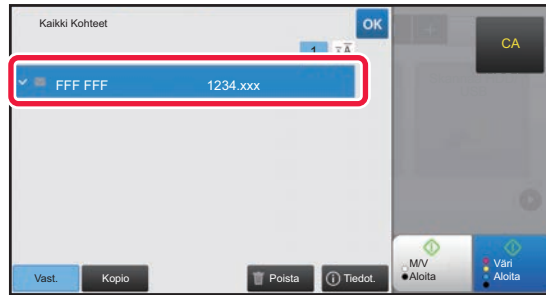 Kaikki Kohteet
OK
1
CA
FFF FFF 1234.xxx
M/V
Aloita
Väri
Aloita
Vast.
Kopio
Poista
Tiedot.